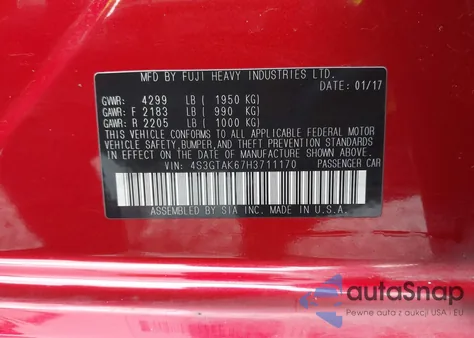 MFD BY FUJI HEAVY INDUSTRIES LTD.
DATE: 01/17
GVWR: 4299 LB ( 1950 KG)
GAWR: F 2183 LB ( 990 KG)
GAWR: R 2205 LB ( 1000 KG)
THIS VEHICLE CONFORMS TO ALL APPLICABLE FEDERAL MOTOR
VEHICLE SAFETY,BUMPER,AND THEFT PREVENTION STANDARDS
IN EFFECT ON THE DATE OF MANUFACTURE SHOWN ABOVE.
VIN: 4S3GTAK67H3711170 PASSENGER CAR
ASSEMBLED BY SIA INC. MADE IN U.S.A.
autoSnap
Pewne auta z aukcji USA i EU